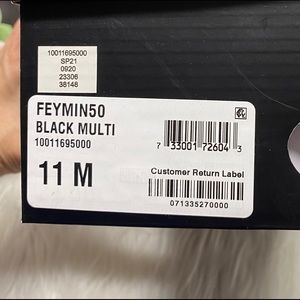 10011695000
SP21
0920
23306
38148
FEYMIN50
BLACK MULTI
10011695000
11 M
7 33001 72604 3
Customer Return Label
071335270000